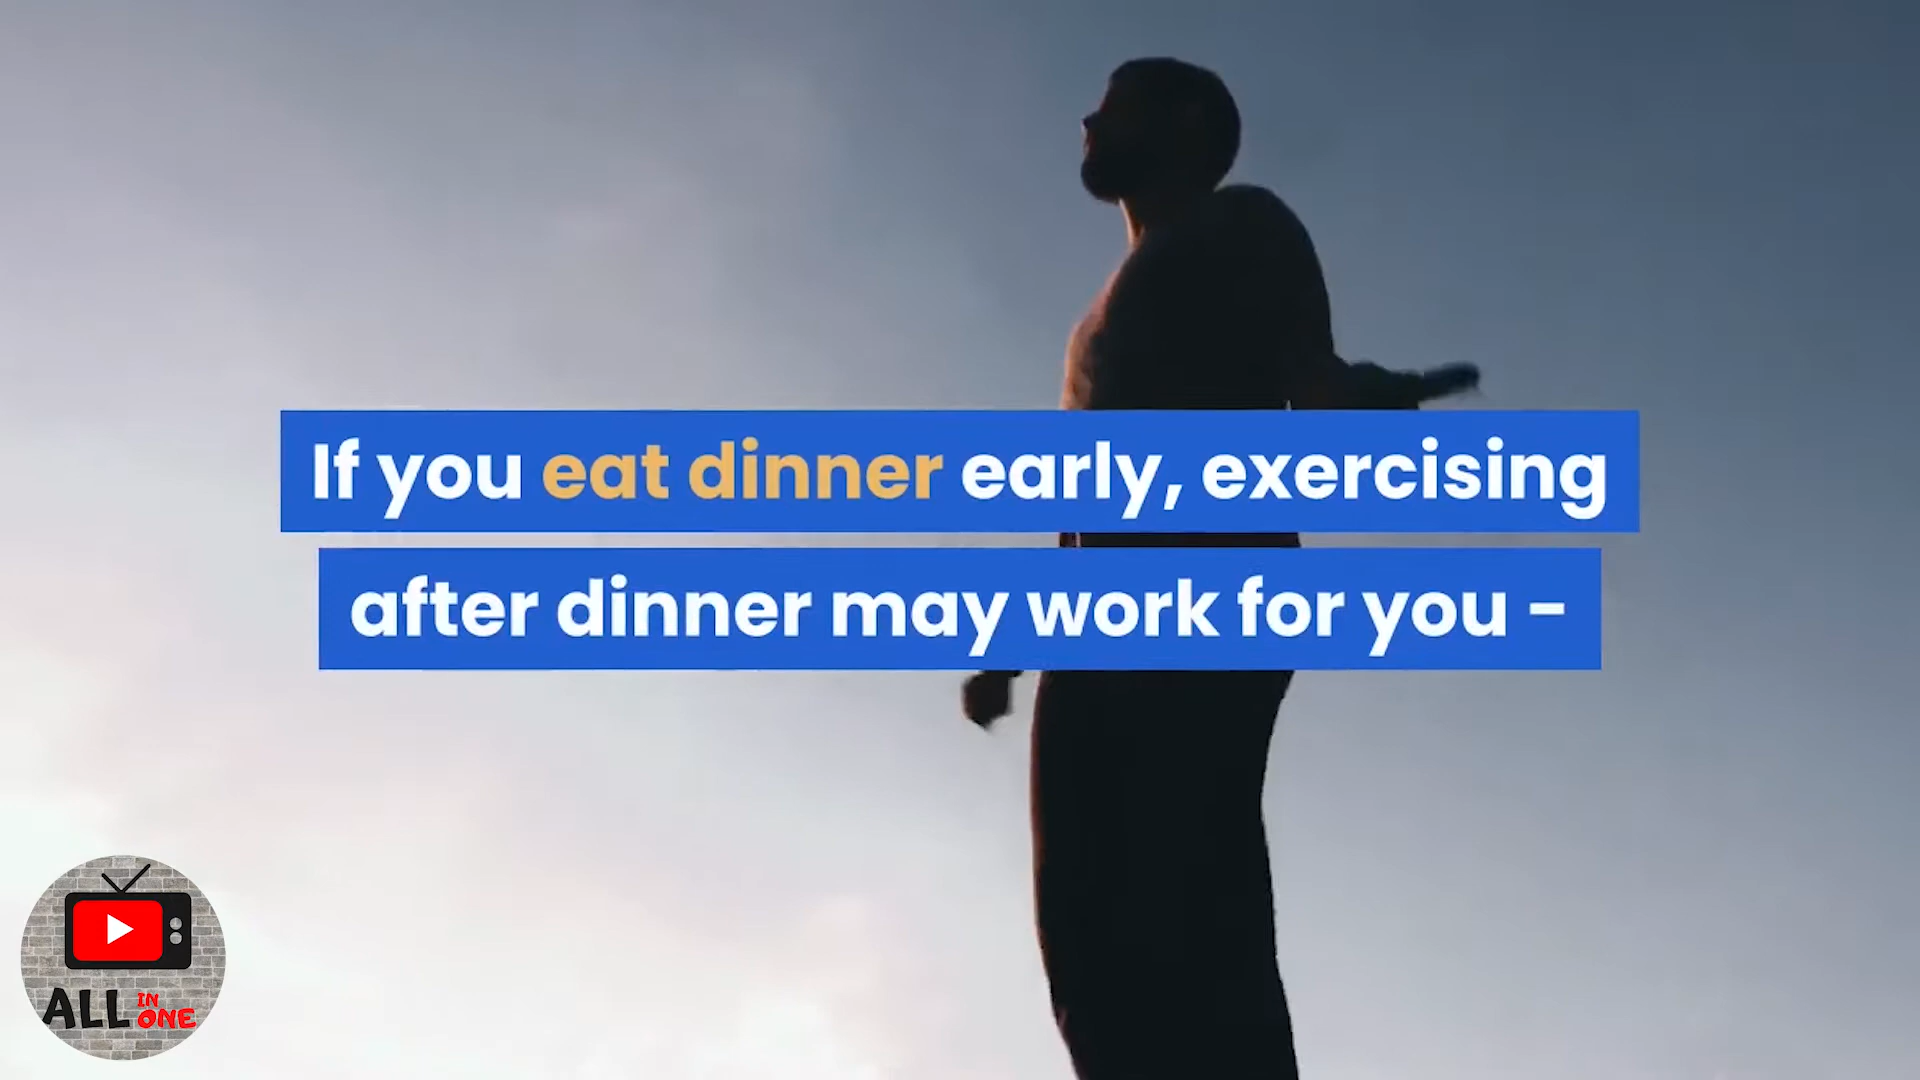 If you eat dinner early, exercising
after dinner may work for you –
ALL IN ONE